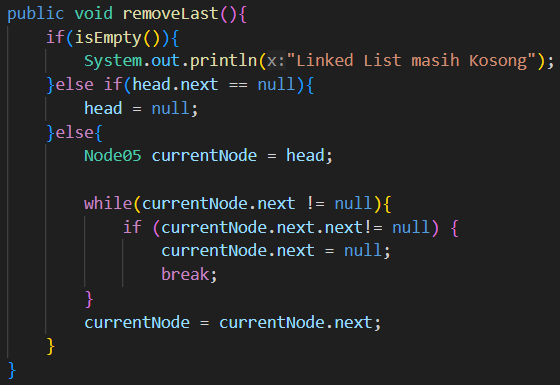 public void removeLast(){
if(isEmpty()){
System.out.println(x:"Linked List masih Kosong");
}else if(head.next == null){
head = null;
}else{
Node05 currentNode = head;
while(currentNode.next != null){
if (currentNode.next.next!= null) {
currentNode.next = null;
break;
}
currentNode = currentNode.next;
}
}